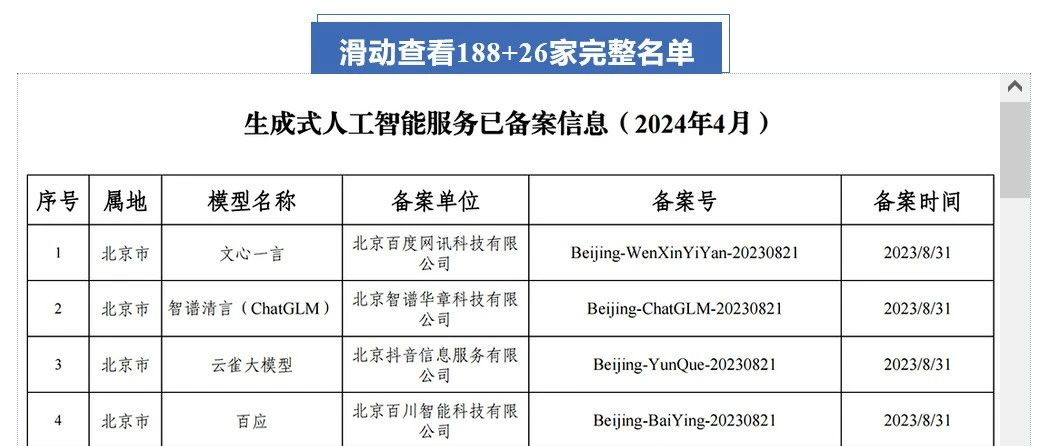 滑动查看188+26家完整名单
生成式人工智能服务已备案信息（2024年4月）
序号 属地 模型名称 备案单位 备案号 备案时间
1 北京市 文心一言 北京百度网讯科技有限公司 Beijing-WenXinYiYan-20230821 2023/8/31
2 北京市 智谱清言（ChatGLM） 北京智谱华章科技有限公司 Beijing-ChatGLM-20230821 2023/8/31
3 北京市 云雀大模型 北京抖音信息服务有限公司 Beijing-YunQue-20230821 2023/8/31
4 北京市 百应 北京百川智能科技有限公司 Beijing-BaiYing-20230821 2023/8/31